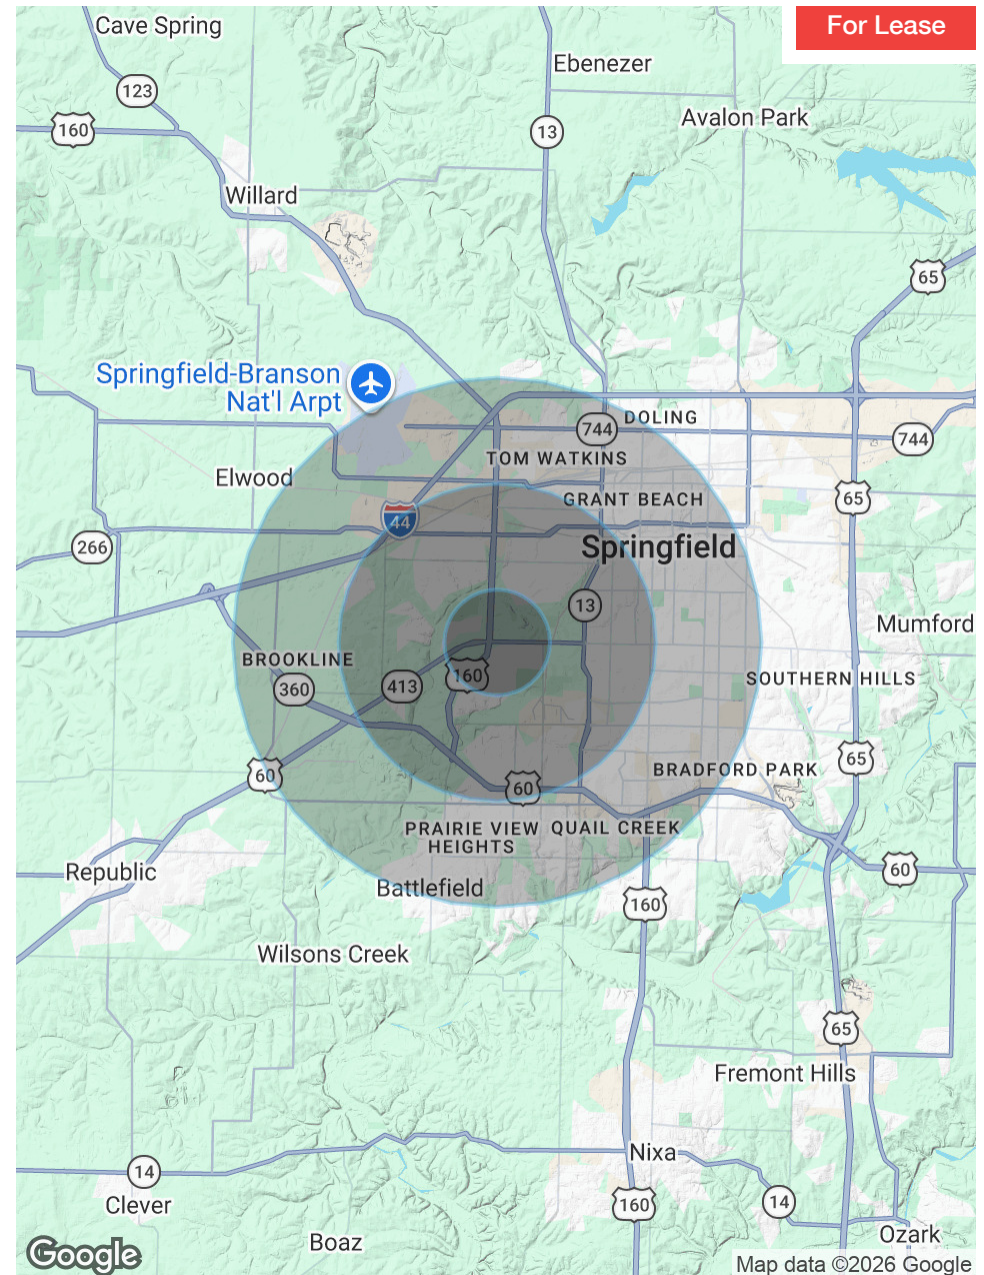 For Lease
Cave Spring
Ebenezer
123
Avalon Park
160
13
Willard
65
Springfield-Branson
Nat'l Arpt
DOLING
744
744
TOM WATKINS
Elwood
GRANT BEACH
65
44
266
Springfield
13
Mumford
BROOKLINE
160
SOUTHERN HILLS
360
413
65
BRADFORD PARK
60
60
PRAIRIE VIEW
HEIGHTS
QUAIL CREEK
Republic
60
Battlefield
160
Wilsons Creek
65
Fremont Hills
Nixa
14
Clever
160
14
Boaz
Ozark
Google
Map data ©2026 Google